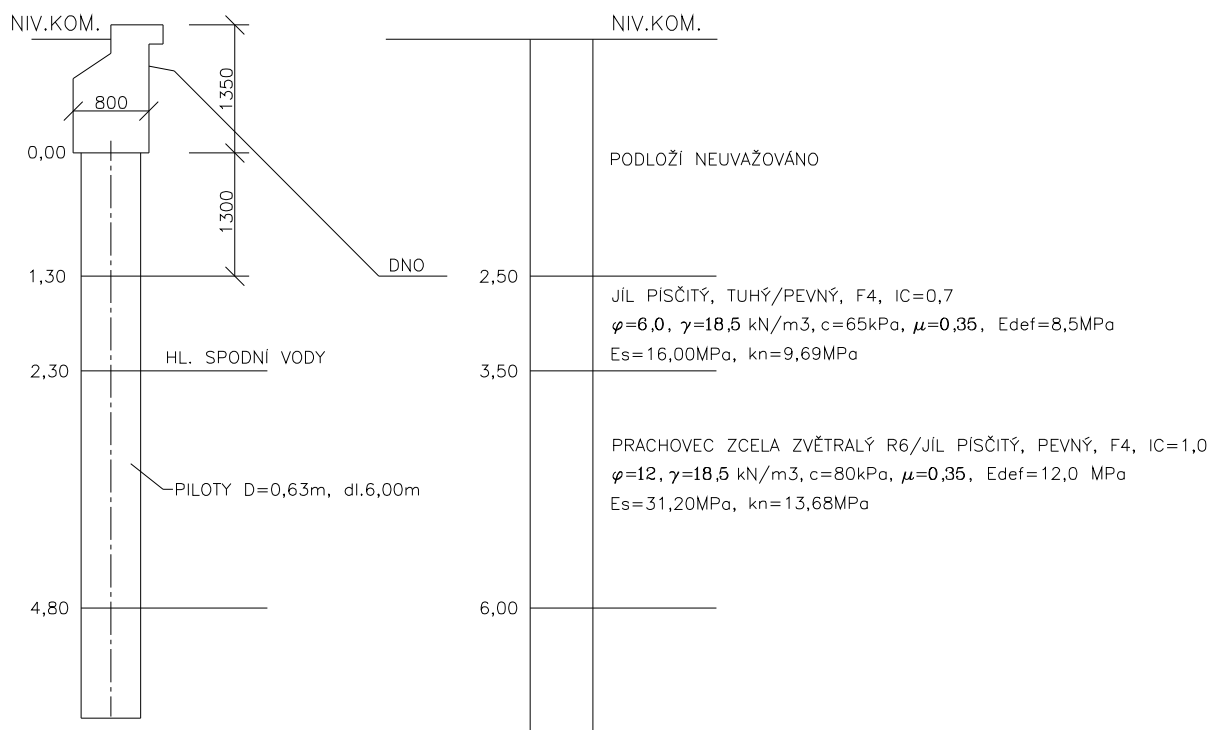 NIV.KOM.
800
1350
0,00
1300
DNO
1,30
HL. SPODNÍ VODY
2,30
PILOTY D=0,63m, dl.6,00m
4,80
NIV.KOM.
PODLOŽÍ NEUVAŽOVÁNO
2,50
JÍL PÍSČITÝ, TUHÝ/PEVNÝ, F4, IC=0,7
φ=6,0, γ=18,5 kN/m3, c=65kPa, μ=0,35, Edef=8,5MPa
Es=16,00MPa, kn=9,69MPa
3,50
PRACHOVEC ZCELA ZVĚTRALÝ R6/JÍL PÍSČITÝ, PEVNÝ, F4, IC=1,0
φ=12, γ=18,5 kN/m3, c=80kPa, μ=0,35, Edef=12,0 MPa
Es=31,20MPa, kn=13,68MPa
6,00